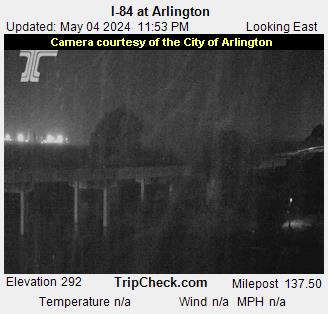 I-84 at Arlington
Updated: May 04 2024 11:53 PM Looking East
Camera courtesy of the City of Arlington
Elevation 292 TripCheck.com Milepost 137.50
Temperature n/a Wind n/a MPH n/a